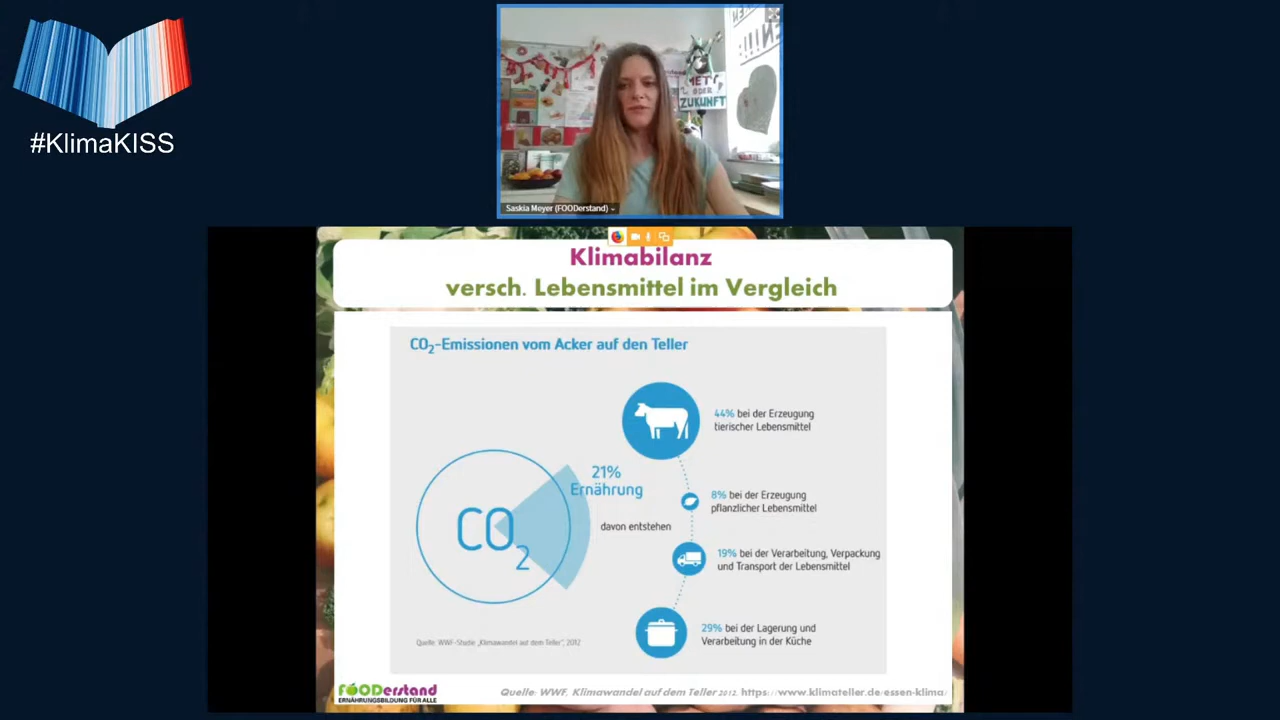 #KlimaKISS
METT
ODER
ZUKUNFT
Saskia Meyer (FOODerstand)
Klimabilanz
versch. Lebensmittel im Vergleich
CO2-Emissionen vom Acker auf den Teller
44% bei der Erzeugung
tierischer Lebensmittel
21%
Ernährung
8% bei der Erzeugung
pflanzlicher Lebensmittel
davon entstehen
CO2
19% bei der Verarbeitung, Verpackung
und Transport der Lebensmittel
29% bei der Lagerung und
Verarbeitung in der Küche
Quelle: WWF-Studie „Klimawandel auf dem Teller", 2012
FOODerstand
ERNÄHRUNGSBILDUNG FÜR ALLE
Quelle: WWF, Klimawandel auf dem Teller 2012. https://www.klimateller.de/essen-klima/